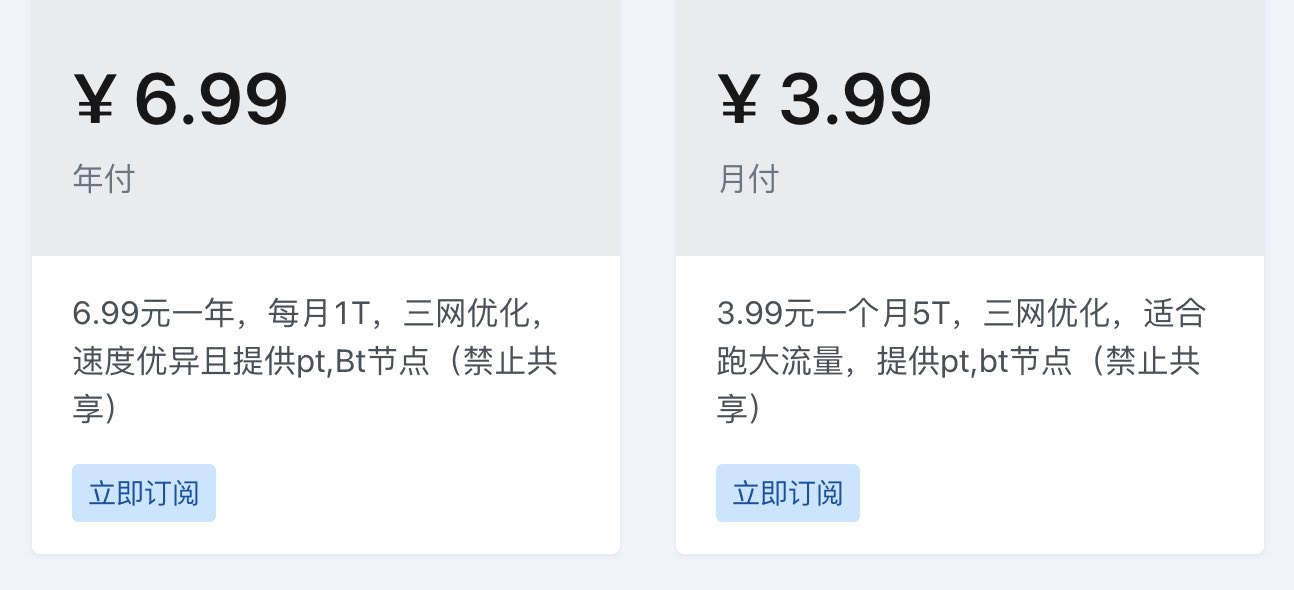 ¥ 6.99
年付
6.99元一年，每月1T，三网优化，
速度优异且提供pt,Bt节点（禁止共
享）
立即订阅
¥ 3.99
月付
3.99元一个月5T，三网优化，适合
跑大流量，提供pt,bt节点（禁止共
享）
立即订阅